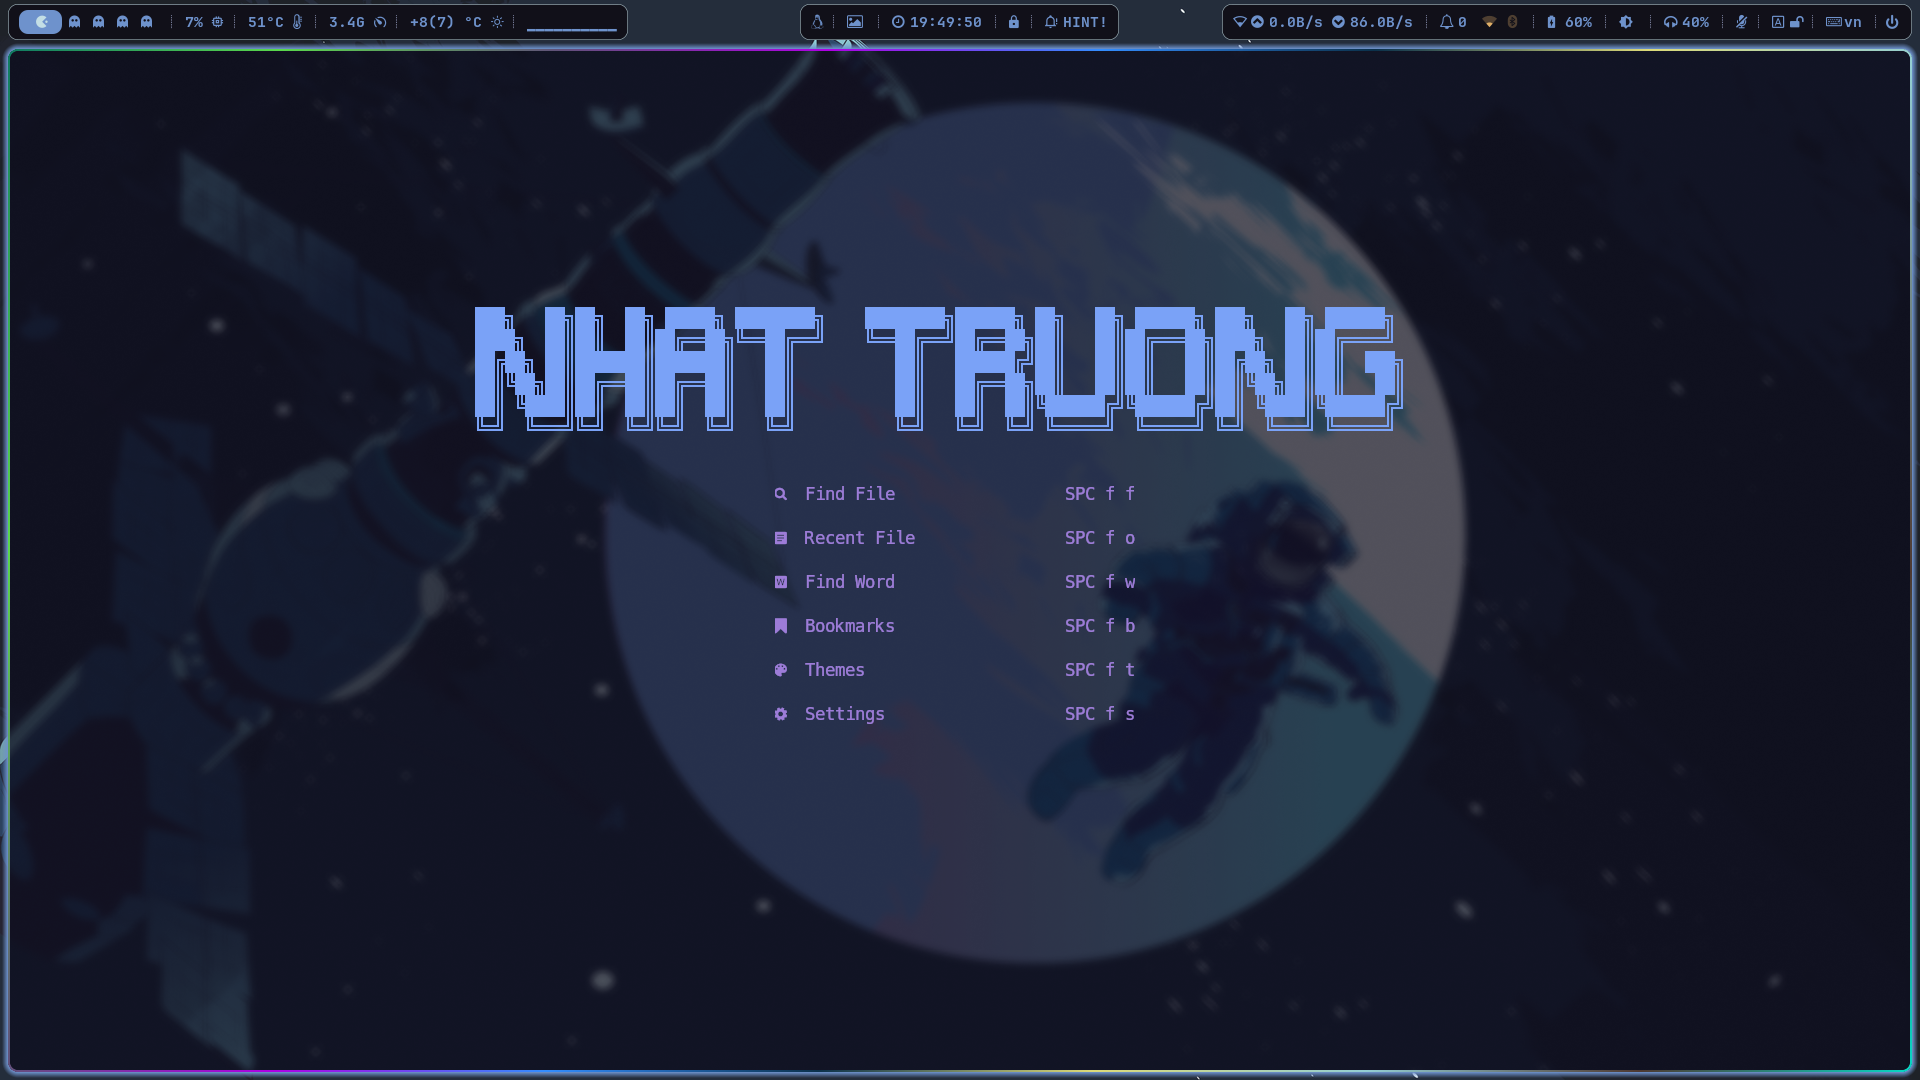 7% 51°C 3.4G +8(7) °C 19:49:50 HINT! 0.0B/s 86.0B/s 0 60% 40% A vn
NHAT TRUONG
Find File SPC f f
Recent File SPC f o
W Find Word SPC f w
Bookmarks SPC f b
Themes SPC f t
Settings SPC f s